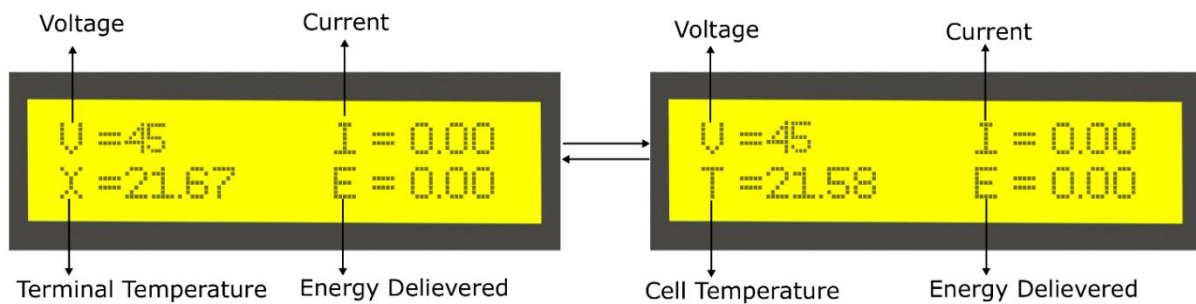 Voltage Current
V =45 I = 0.00
X =21.67 E = 0.00
Terminal Temperature Energy Delievered
Voltage Current
V =45 I = 0.00
T =21.58 E = 0.00
Cell Temperature Energy Delievered